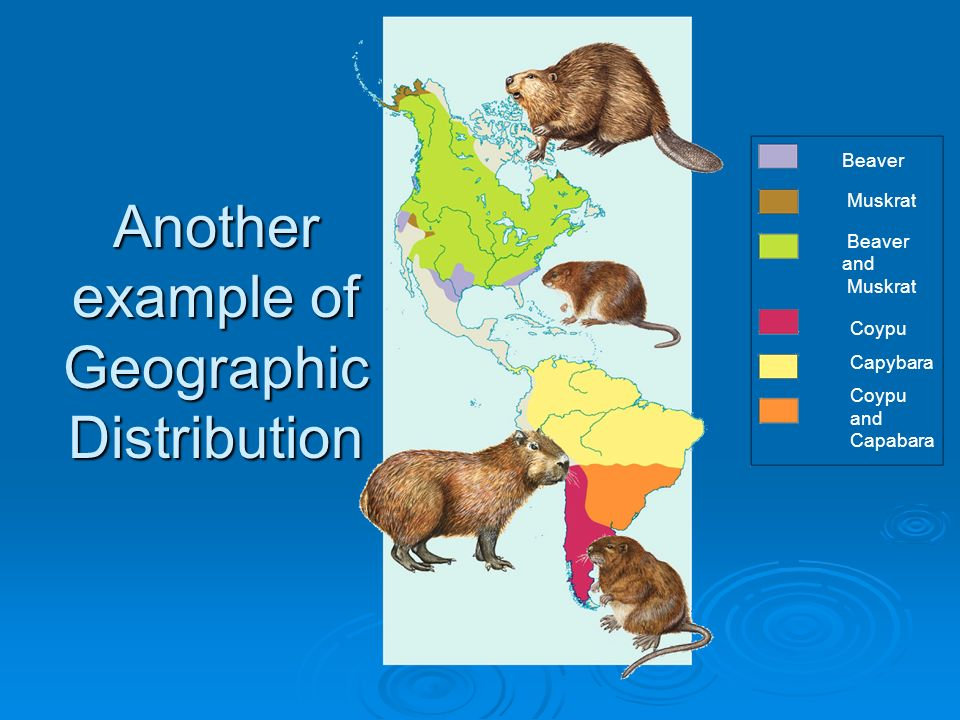 Another
example of
Geographic
Distribution
Beaver
Muskrat
Beaver
and
Muskrat
Coypu
Capybara
Coypu
and
Capabara